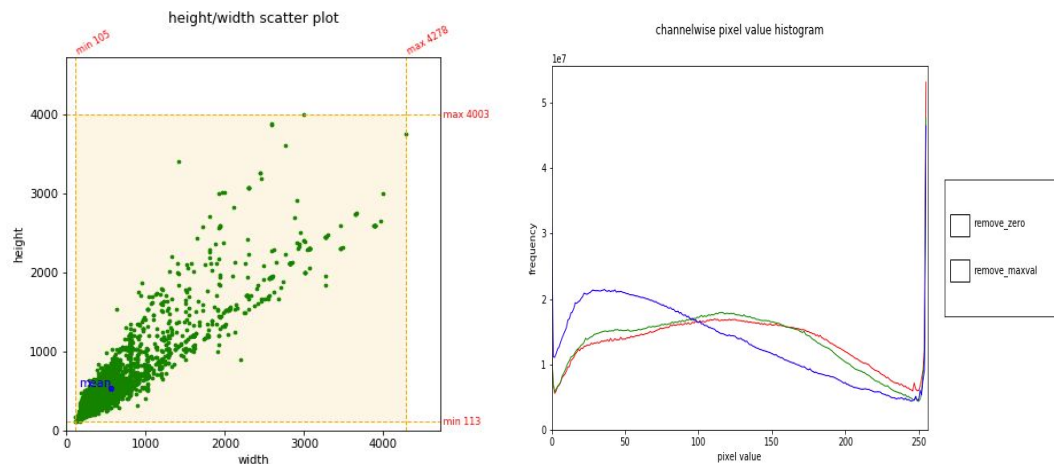 height/width scatter plot
min 105
max 4278
4000
max 4003
3000
height
2000
1000
mean
min 113
0
0 1000 2000 3000 4000
width
channelwise pixel value histogram
1e7
5
4
3
frequency
2
1
0
0 50 100 150 200 250
pixel value
remove_zero
remove_maxval